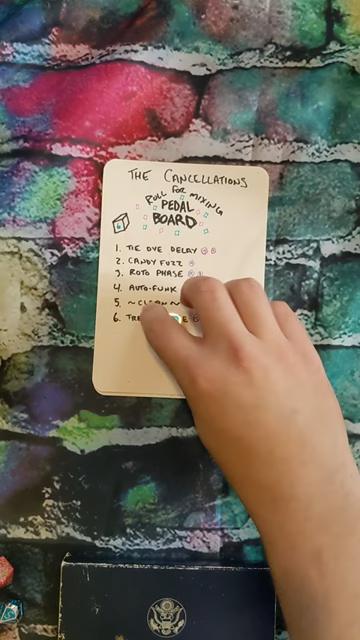 THE CANCELLATIONS
ROLL FOR MIXING
PEDAL
BOARD
1. TIE DYE DELAY
2. CANDY FUZZ
3. ROTO PHASE
4. AUTO-FUNK
5. ~CLEAN~
6. TRE E